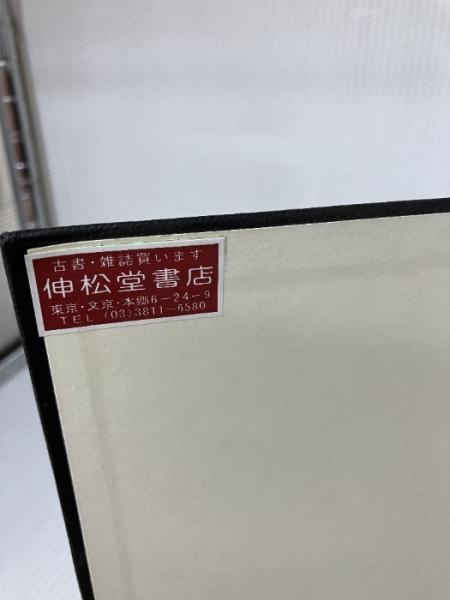 古書・雑誌買います
伸松堂書店
東京・文京・本郷6－24－9
TEL (03)3811－6580